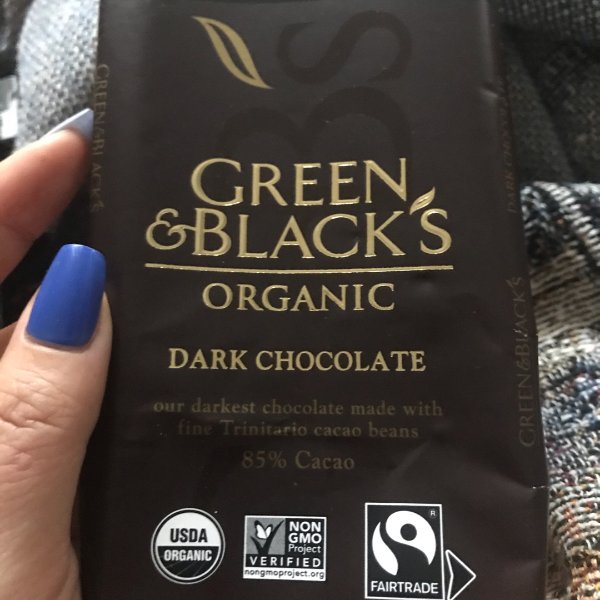 GREEN
&BLACK'S
ORGANIC
DARK CHOCOLATE
our darkest chocolate made with
fine Trinitario cacao beans
85% Cacao
USDA
ORGANIC
NON
GMO
Project
VERIFIED
nongmoproject.org
®
FAIRTRADE
GREEN&BLACK'S
GREEN&BLACK'S